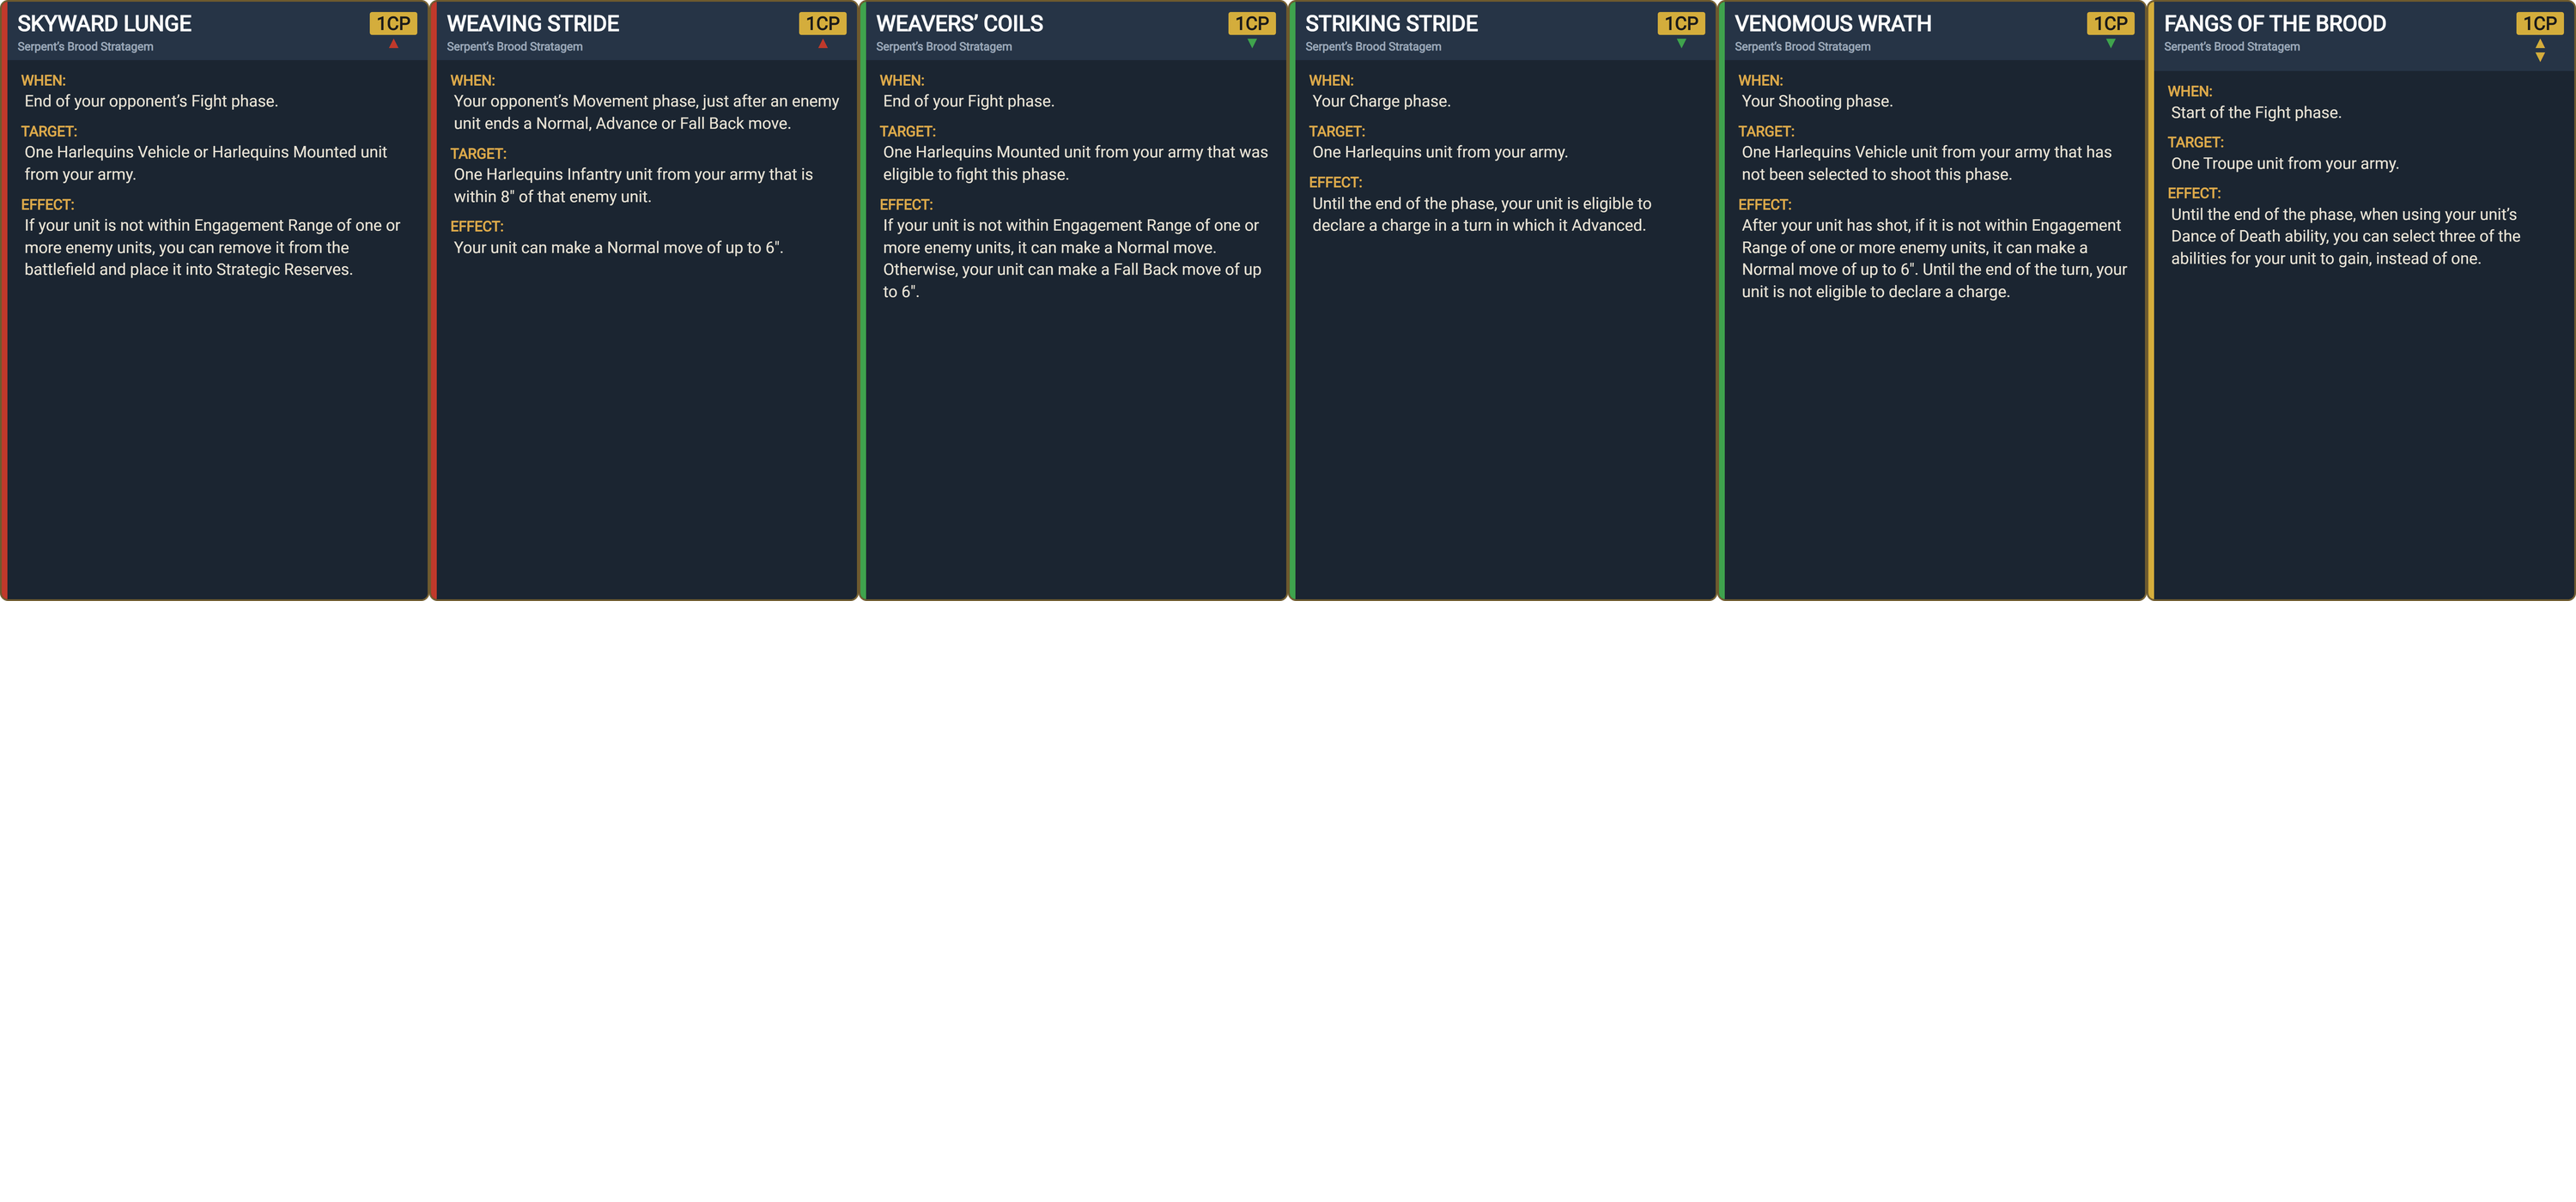 SKYWARD LUNGE
1CP
Serpent's Brood Stratagem
WHEN:
End of your opponent’s Fight phase.
TARGET:
One Harlequins Vehicle or Harlequins Mounted unit
from your army.
EFFECT:
If your unit is not within Engagement Range of one or
more enemy units, you can remove it from the
battlefield and place it into Strategic Reserves.
WEAVING STRIDE
1CP
Serpent's Brood Stratagem
WHEN:
Your opponent’s Movement phase, just after an enemy
unit ends a Normal, Advance or Fall Back move.
TARGET:
One Harlequins Infantry unit from your army that is
within 8" of that enemy unit.
EFFECT:
Your unit can make a Normal move of up to 6".
WEAVERS’ COILS
1CP
Serpent's Brood Stratagem
WHEN:
End of your Fight phase.
TARGET:
One Harlequins Mounted unit from your army that was
eligible to fight this phase.
EFFECT:
If your unit is not within Engagement Range of one or
more enemy units, it can make a Normal move.
Otherwise, your unit can make a Fall Back move of up
to 6".
STRIKING STRIDE
1CP
Serpent's Brood Stratagem
WHEN:
Your Charge phase.
TARGET:
One Harlequins unit from your army.
EFFECT:
Until the end of the phase, your unit is eligible to
declare a charge in a turn in which it Advanced.
VENOMOUS WRATH
1CP
Serpent's Brood Stratagem
WHEN:
Your Shooting phase.
TARGET:
One Harlequins Vehicle unit from your army that has
not been selected to shoot this phase.
EFFECT:
After your unit has shot, if it is not within Engagement
Range of one or more enemy units, it can make a
Normal move of up to 6". Until the end of the turn, your
unit is not eligible to declare a charge.
FANGS OF THE BROOD
1CP
Serpent's Brood Stratagem
WHEN:
Start of the Fight phase.
TARGET:
One Troupe unit from your army.
EFFECT:
Until the end of the phase, when using your unit’s
Dance of Death ability, you can select three of the
abilities for your unit to gain, instead of one.